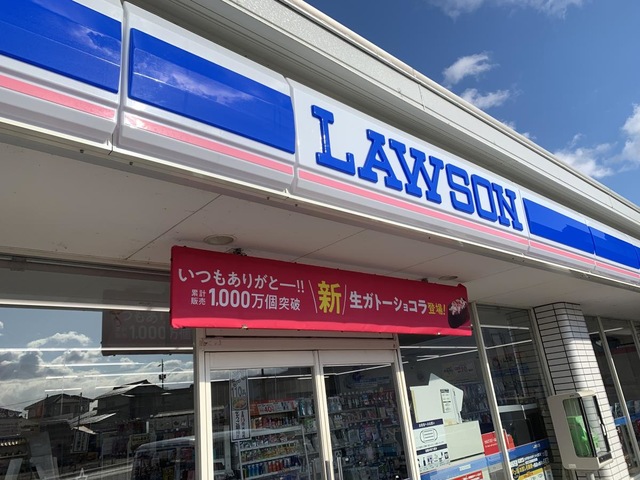 LAWSON
いつもありがと―!!
累計販売 1,000万個突破
\新/ 生ガトーショコラ登場!